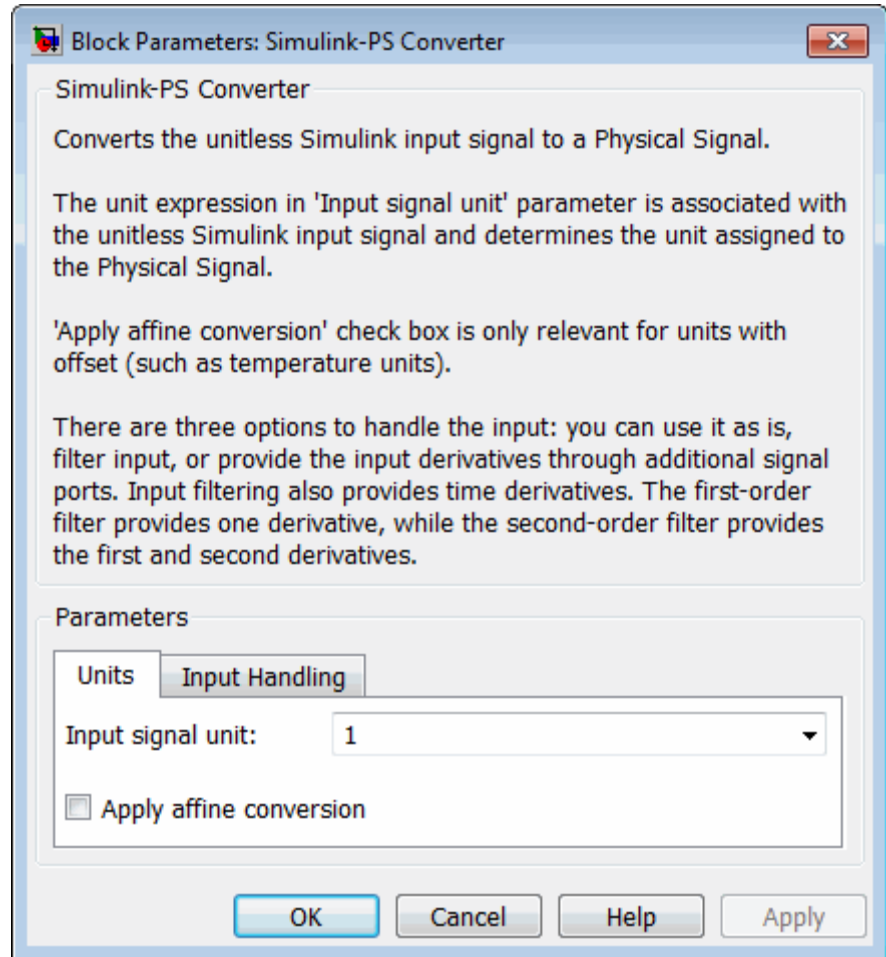 Block Parameters: Simulink-PS Converter
Simulink-PS Converter
Converts the unitless Simulink input signal to a Physical Signal.
The unit expression in 'Input signal unit' parameter is associated with
the unitless Simulink input signal and determines the unit assigned to
the Physical Signal.
'Apply affine conversion' check box is only relevant for units with
offset (such as temperature units).
There are three options to handle the input: you can use it as is,
filter input, or provide the input derivatives through additional signal
ports. Input filtering also provides time derivatives. The first-order
filter provides one derivative, while the second-order filter provides
the first and second derivatives.
Parameters
Units Input Handling
Input signal unit: 1
Apply affine conversion
OK Cancel Help Apply